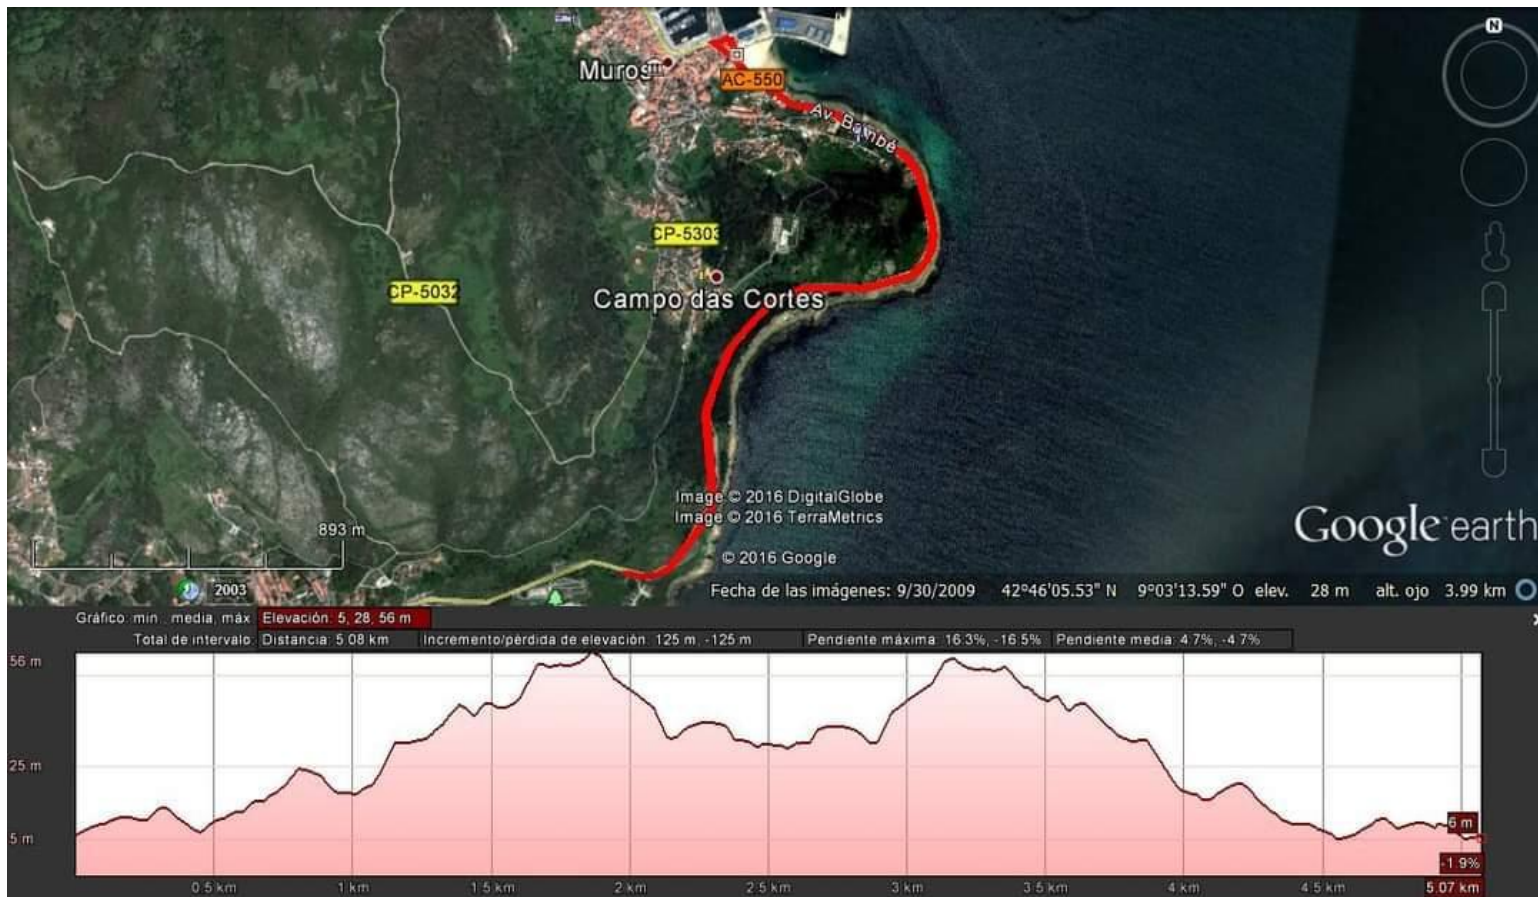 N
Muros
AC-550
Av. Bambé
CP-5303
CP-5032
Campo das Cortes
Image © 2016 DigitalGlobe
Image © 2016 TerraMetrics
893 m
Google earth
© 2016 Google
2003
Fecha de las imágenes: 9/30/2009 42°46'05.53" N 9°03'13.59" O elev. 28 m alt. ojo 3.99 km
Gráfico: mín., media, máx Elevación: 5, 28, 56 m
Total de intervalo: Distancia: 5.08 km Incremento/pérdida de elevación: 125 m, -125 m Pendiente máxima: 16.3%, -16.5% Pendiente media: 4.7%, -4.7%
56 m
25 m
5 m
6 m
-1.9%
0.5 km 1 km 1.5 km 2 km 2.5 km 3 km 3.5 km 4 km 4.5 km 5.07 km